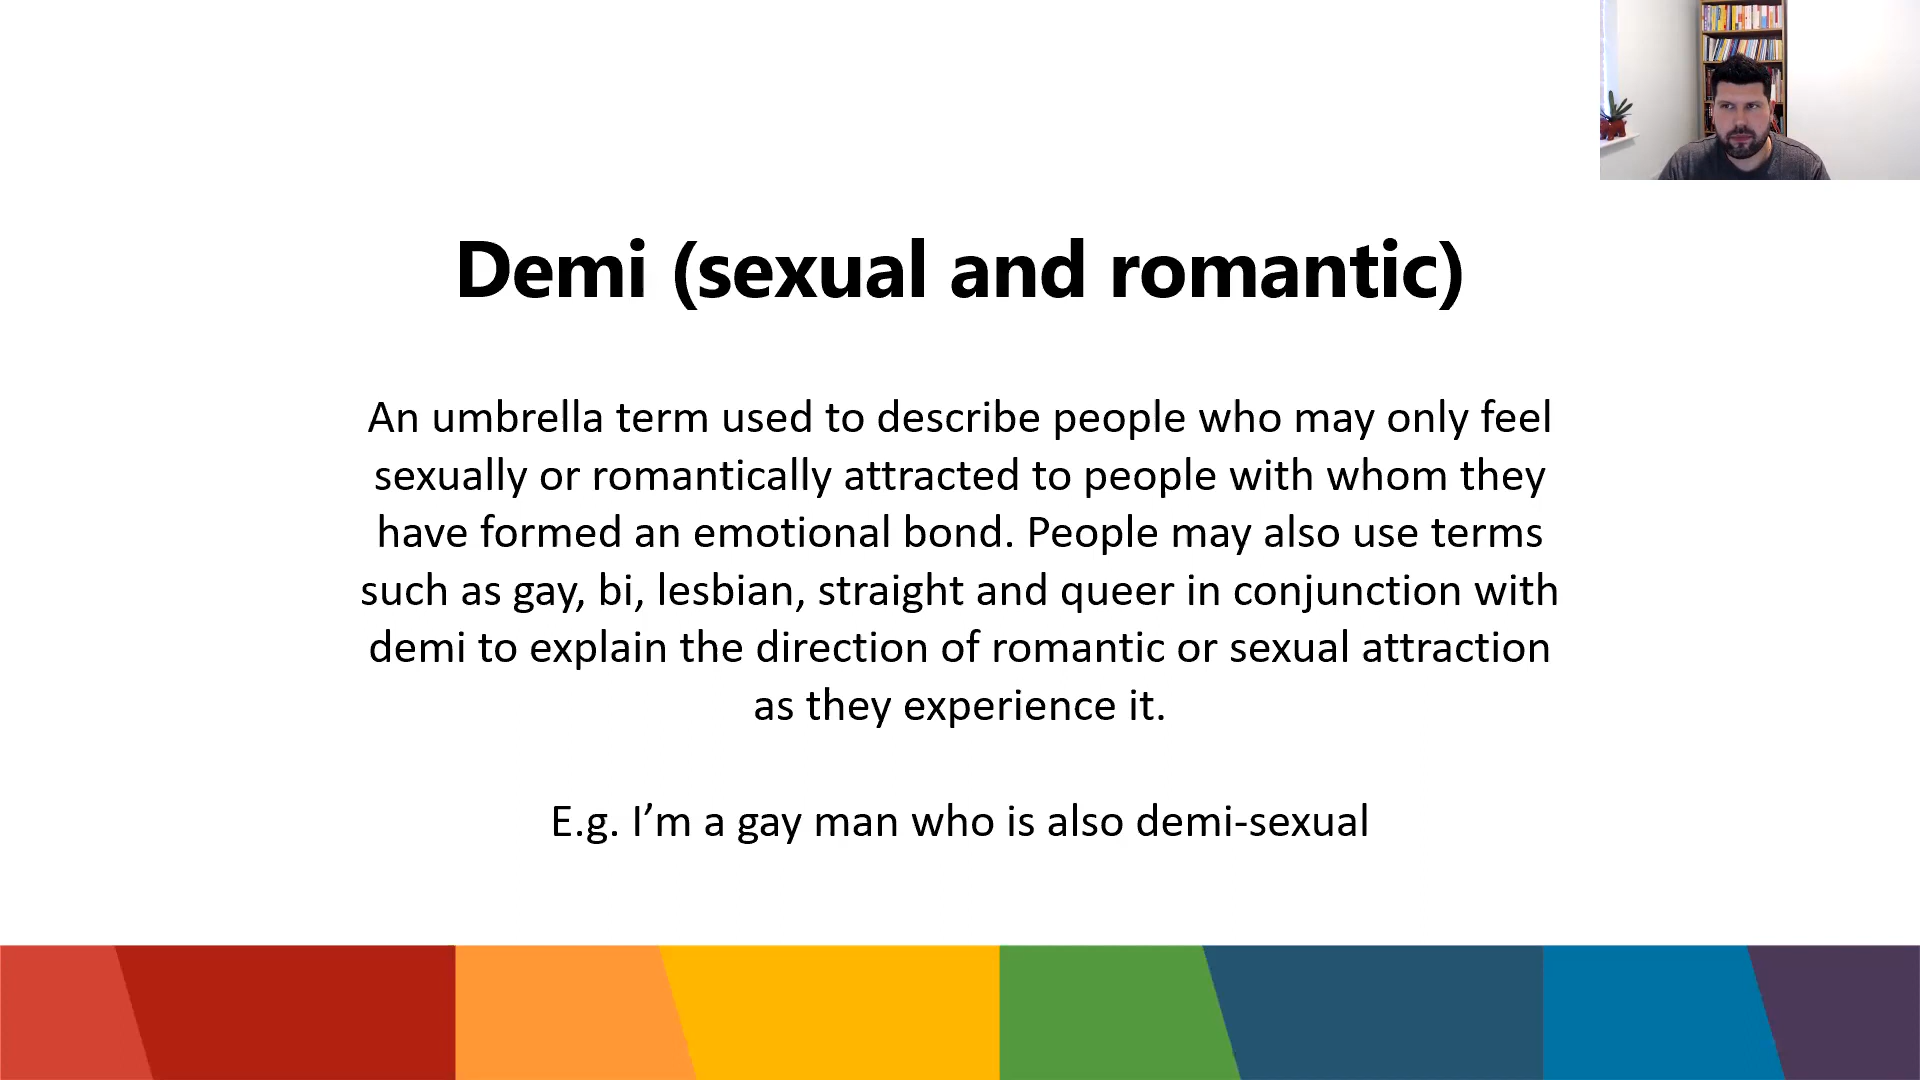 Demi (sexual and romantic)
An umbrella term used to describe people who may only feel
sexually or romantically attracted to people with whom they
have formed an emotional bond. People may also use terms
such as gay, bi, lesbian, straight and queer in conjunction with
demi to explain the direction of romantic or sexual attraction
as they experience it.
E.g. I’m a gay man who is also demi-sexual